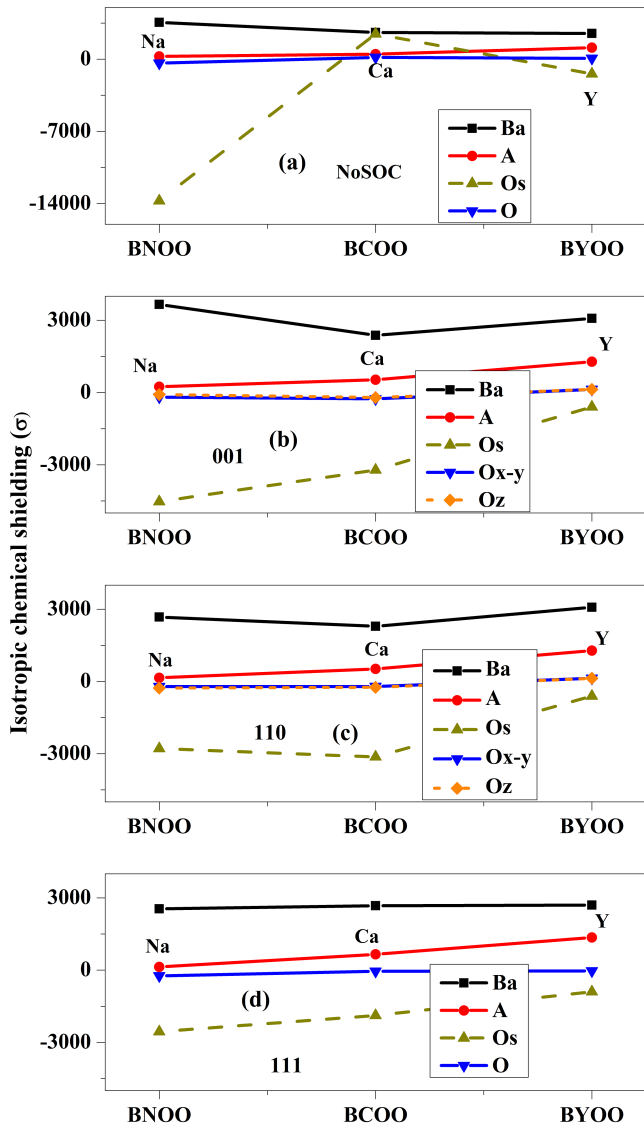 Isotropic chemical shielding (σ)
0
-7000
-14000
Na
Ca
Y
(a)
NoSOC
Ba
A
Os
O
BNOO
BCOO
BYOO
3000
0
-3000
Na
Ca
Y
001
(b)
Ba
A
Os
Ox-y
Oz
BNOO
BCOO
BYOO
3000
0
-3000
Na
Ca
Y
110
(c)
Ba
A
Os
Ox-y
Oz
BNOO
BCOO
BYOO
3000
0
-3000
Na
Ca
Y
(d)
111
Ba
A
Os
O
BNOO
BCOO
BYOO